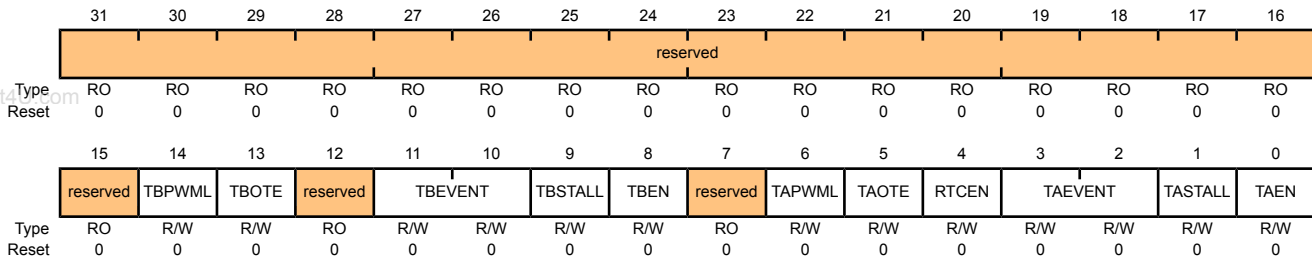 31 30 29 28 27 26 25 24 23 22 21 20 19 18 17 16
reserved
Type RO RO RO RO RO RO RO RO RO RO RO RO RO RO RO RO
Reset 0 0 0 0 0 0 0 0 0 0 0 0 0 0 0 0
15 14 13 12 11 10 9 8 7 6 5 4 3 2 1 0
reserved TBPWML TBOTE reserved TBEVENT TBSTALL TBEN reserved TAPWML TAOTE RTCEN TAEVENT TASTALL TAEN
Type RO R/W R/W RO R/W R/W R/W R/W RO R/W R/W R/W R/W R/W R/W R/W
Reset 0 0 0 0 0 0 0 0 0 0 0 0 0 0 0 0